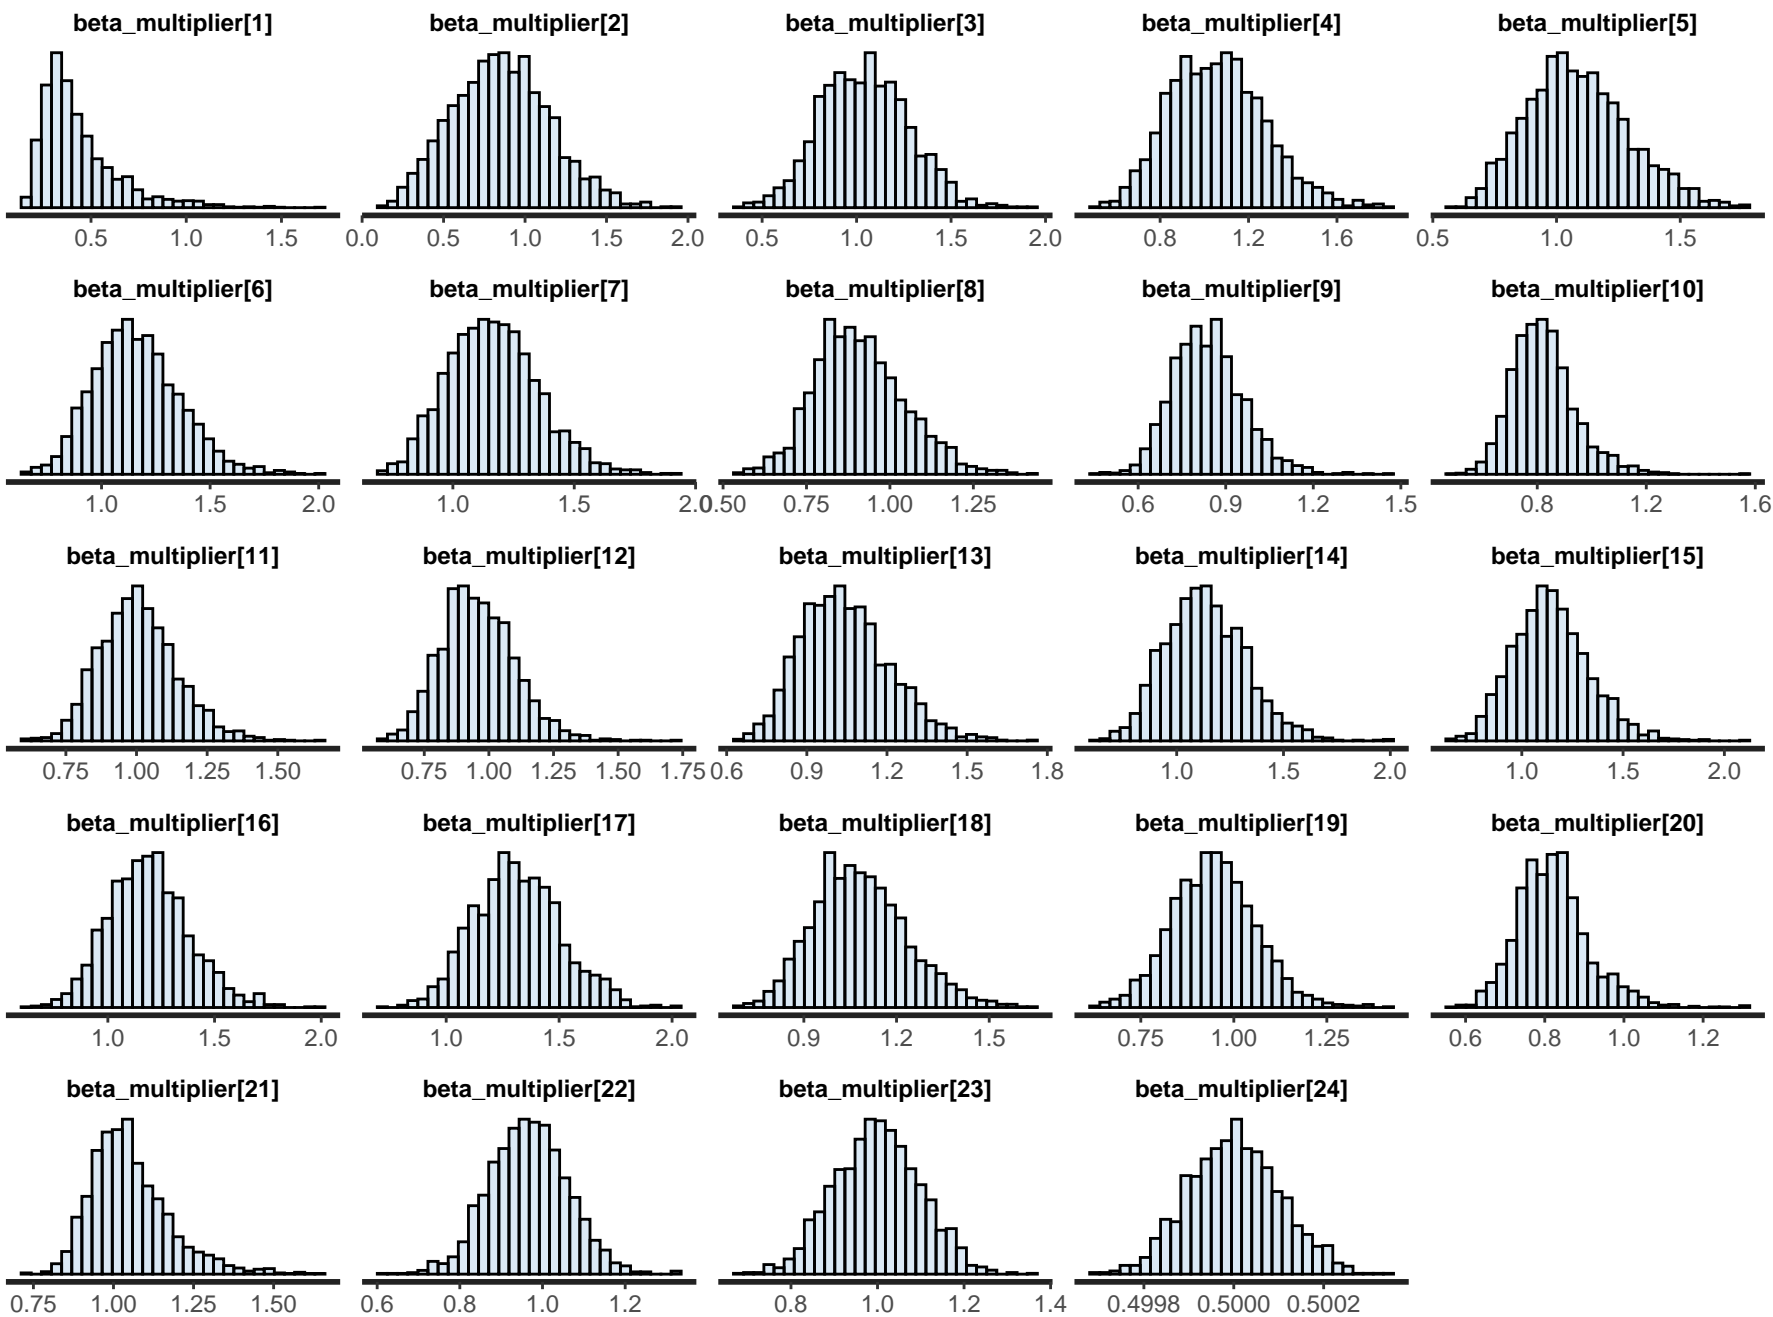 beta_multiplier[1] beta_multiplier[2] beta_multiplier[3] beta_multiplier[4] beta_multiplier[5]
0.5 1.0 1.5 0.0 0.5 1.0 1.5 2.0 0.5 1.0 1.5 2.0 0.8 1.2 1.6 0.5 1.0 1.5
beta_multiplier[6] beta_multiplier[7] beta_multiplier[8] beta_multiplier[9] beta_multiplier[10]
1.0 1.5 2.0 1.0 1.5 2.0 0.50 0.75 1.00 1.25 0.6 0.9 1.2 1.5 0.8 1.2 1.6
beta_multiplier[11] beta_multiplier[12] beta_multiplier[13] beta_multiplier[14] beta_multiplier[15]
0.75 1.00 1.25 1.50 0.75 1.00 1.25 1.50 1.75 0.6 0.9 1.2 1.5 1.8 1.0 1.5 2.0 1.0 1.5 2.0
beta_multiplier[16] beta_multiplier[17] beta_multiplier[18] beta_multiplier[19] beta_multiplier[20]
1.0 1.5 2.0 1.0 1.5 2.0 0.9 1.2 1.5 0.75 1.00 1.25 0.6 0.8 1.0 1.2
beta_multiplier[21] beta_multiplier[22] beta_multiplier[23] beta_multiplier[24]
0.75 1.00 1.25 1.50 0.6 0.8 1.0 1.2 0.8 1.0 1.2 1.4 0.4998 0.5000 0.5002